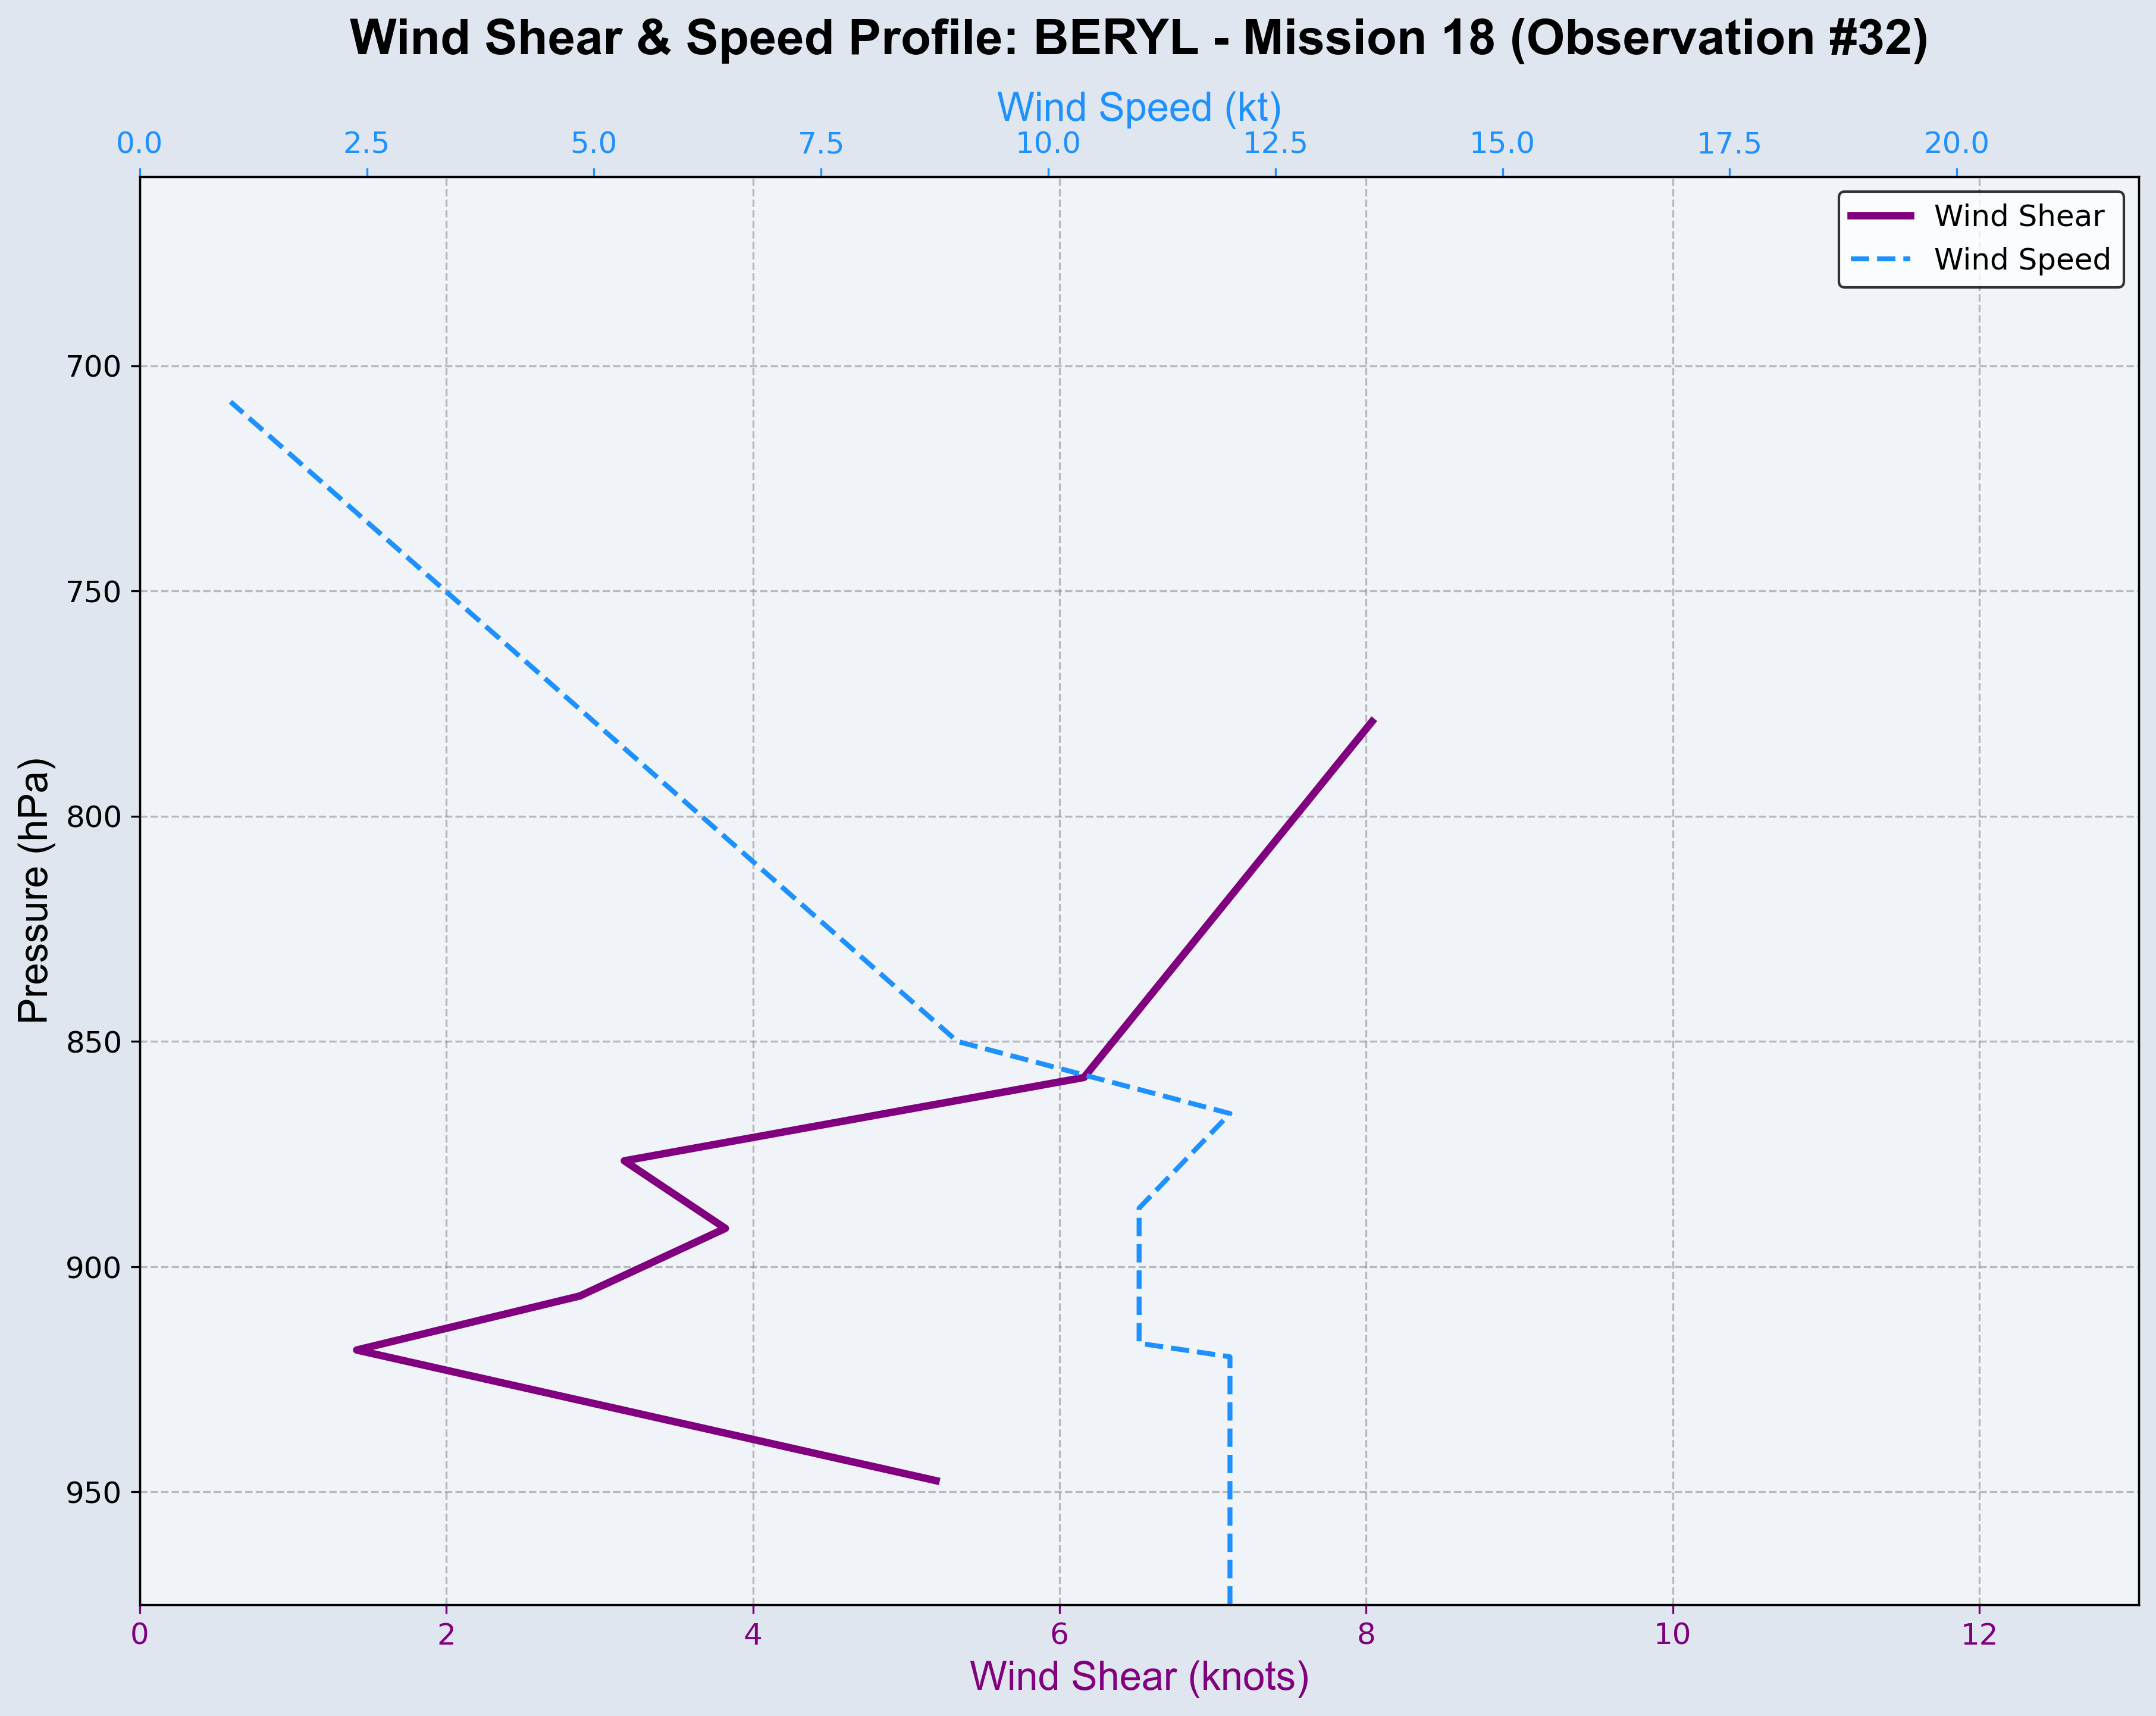 Wind Shear & Speed Profile: BERYL - Mission 18 (Observation #32)
Wind Speed (kt)
0.0 2.5 5.0 7.5 10.0 12.5 15.0 17.5 20.0
Wind Shear
Wind Speed
Pressure (hPa)
700
750
800
850
900
950
0 2 4 6 8 10 12
Wind Shear (knots)